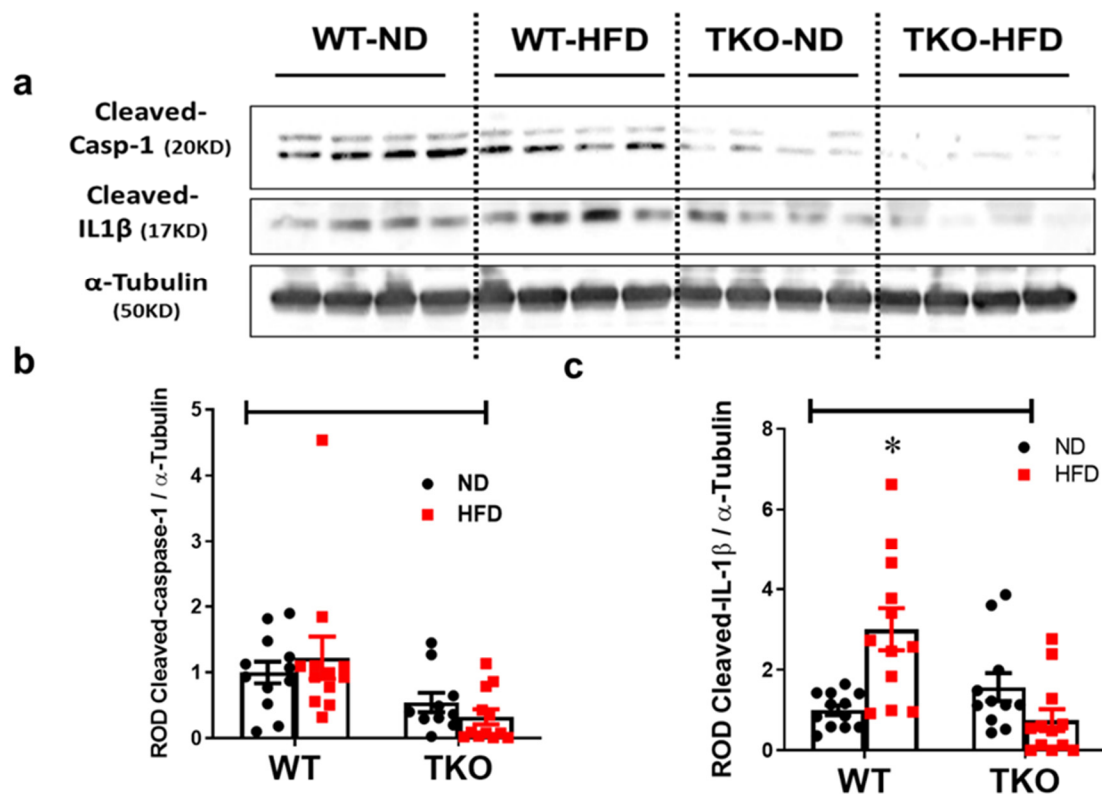 WT-ND WT-HFD TKO-ND TKO-HFD
a
Cleaved-
Casp-1 (20KD)
Cleaved-
IL1β (17KD)
α-Tubulin
(50KD)
b
ROD Cleaved-caspase-1 / α-Tubulin
5
4
3
2
1
0
ND
HFD
WT TKO
c
ROD Cleaved-IL-1β / α-Tubulin
8
6
4
2
0
*
ND
HFD
WT TKO